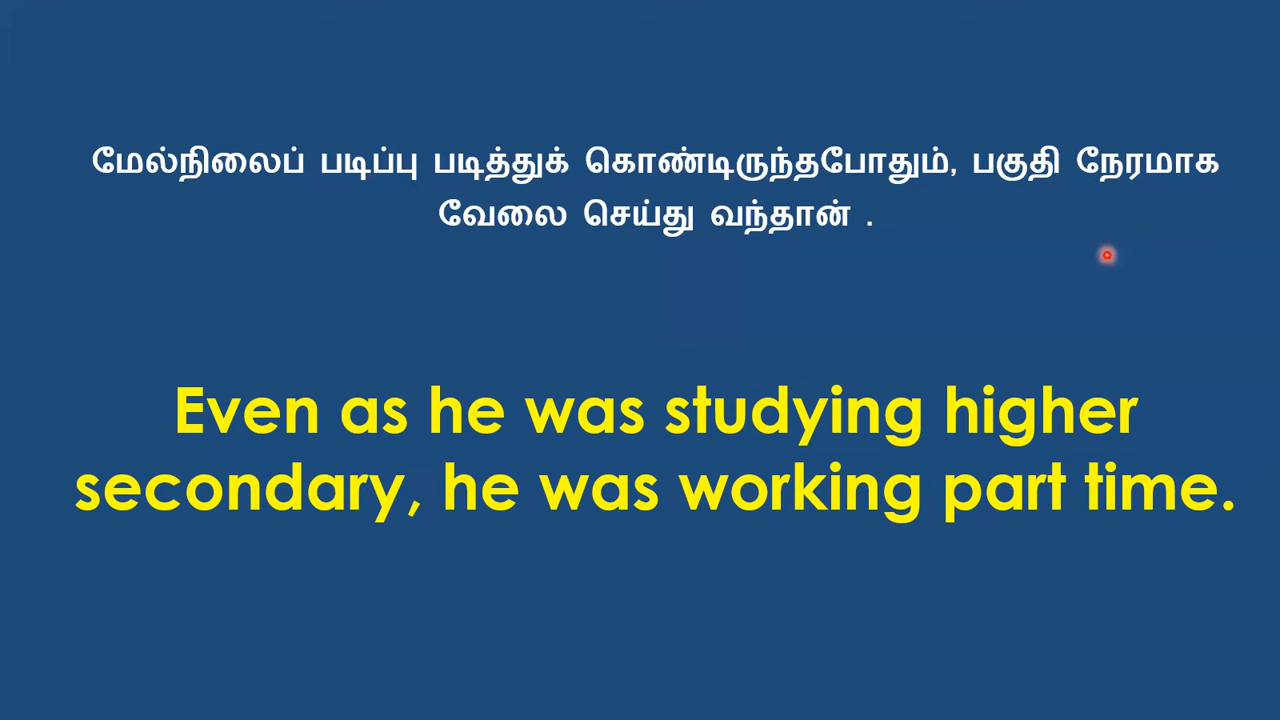 மேல்நிலைப் படிப்பு படித்துக் கொண்டிருந்தபோதும், பகுதி நேரமாக
வேலை செய்து வந்தான் .
Even as he was studying higher
secondary, he was working part time.